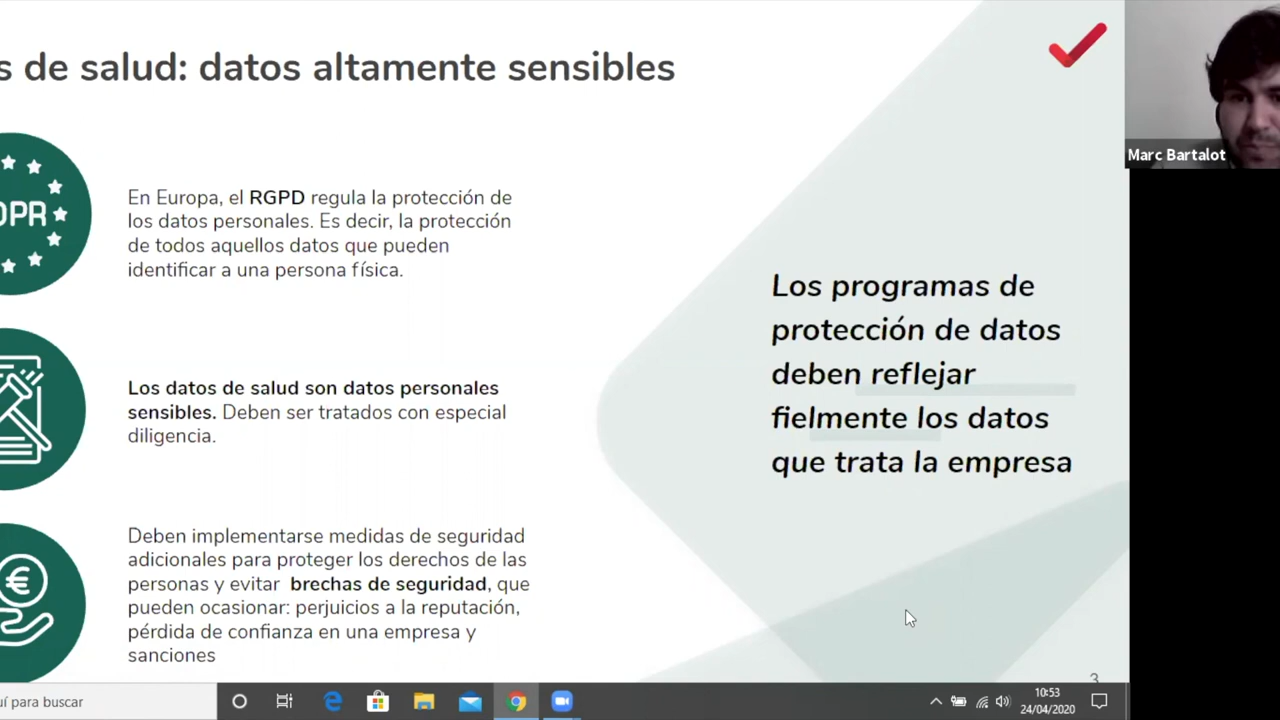 s de salud: datos altamente sensibles
DPR
En Europa, el RGPD regula la protección de
los datos personales. Es decir, la protección
de todos aquellos datos que pueden
identificar a una persona física.
Los datos de salud son datos personales
sensibles. Deben ser tratados con especial
diligencia.
€
Deben implementarse medidas de seguridad
adicionales para proteger los derechos de las
personas y evitar brechas de seguridad, que
pueden ocasionar: perjuicios a la reputación,
pérdida de confianza en una empresa y
sanciones
Los programas de
protección de datos
deben reflejar
fielmente los datos
que trata la empresa
3
Marc Bartalot
uí para buscar
10:53
24/04/2020